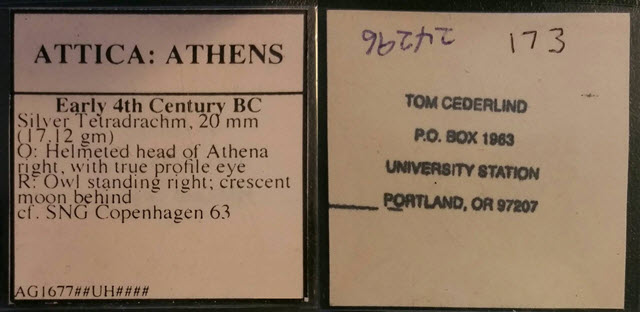 ATTICA: ATHENS
Early 4th Century BC
Silver Tetradrachm, 20 mm
(17.12 gm)
O: Helmeted head of Athena
right, with true profile eye
R: Owl standing right; crescent
moon behind
cf. SNG Copenhagen 63
AG1677##UH####
24296
173
TOM CEDERLIND
P.O. BOX 1963
UNIVERSITY STATION
PORTLAND, OR 97207